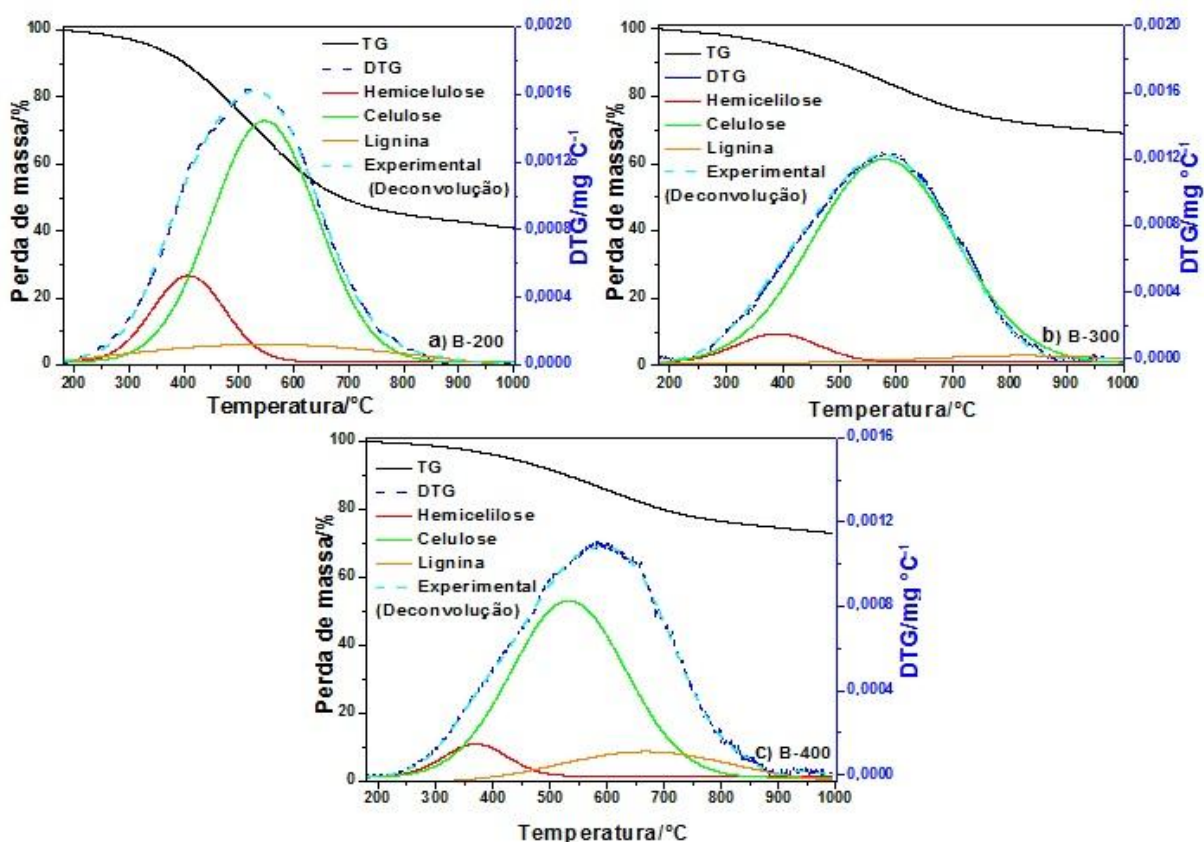 Perda de massa/%
100
80
60
40
20
0
TG
DTG
Hemicelulose
Celulose
Lignina
Experimental
(Deconvolução)
a) B-200
0,0020
0,0016
0,0012
0,0008
0,0004
0,0000
DTG/mg °C⁻¹
200 300 400 500 600 700 800 900 1000
Temperatura/°C
Perda de massa/%
100
80
60
40
20
0
TG
DTG
Hemicelilose
Celulose
Lignina
Experimental
(Deconvolução)
b) B-300
0,0020
0,0016
0,0012
0,0008
0,0004
0,0000
DTG/mg °C⁻¹
200 300 400 500 600 700 800 900 1000
Temperatura/°C
Perda de massa/%
100
80
60
40
20
0
TG
DTG
Hemicelilose
Celulose
Lignina
Experimental
(Deconvolução)
C) B-400
0,0016
0,0012
0,0008
0,0004
0,0000
DTG/mg °C⁻¹
200 300 400 500 600 700 800 900 1000
Temperatura/°C